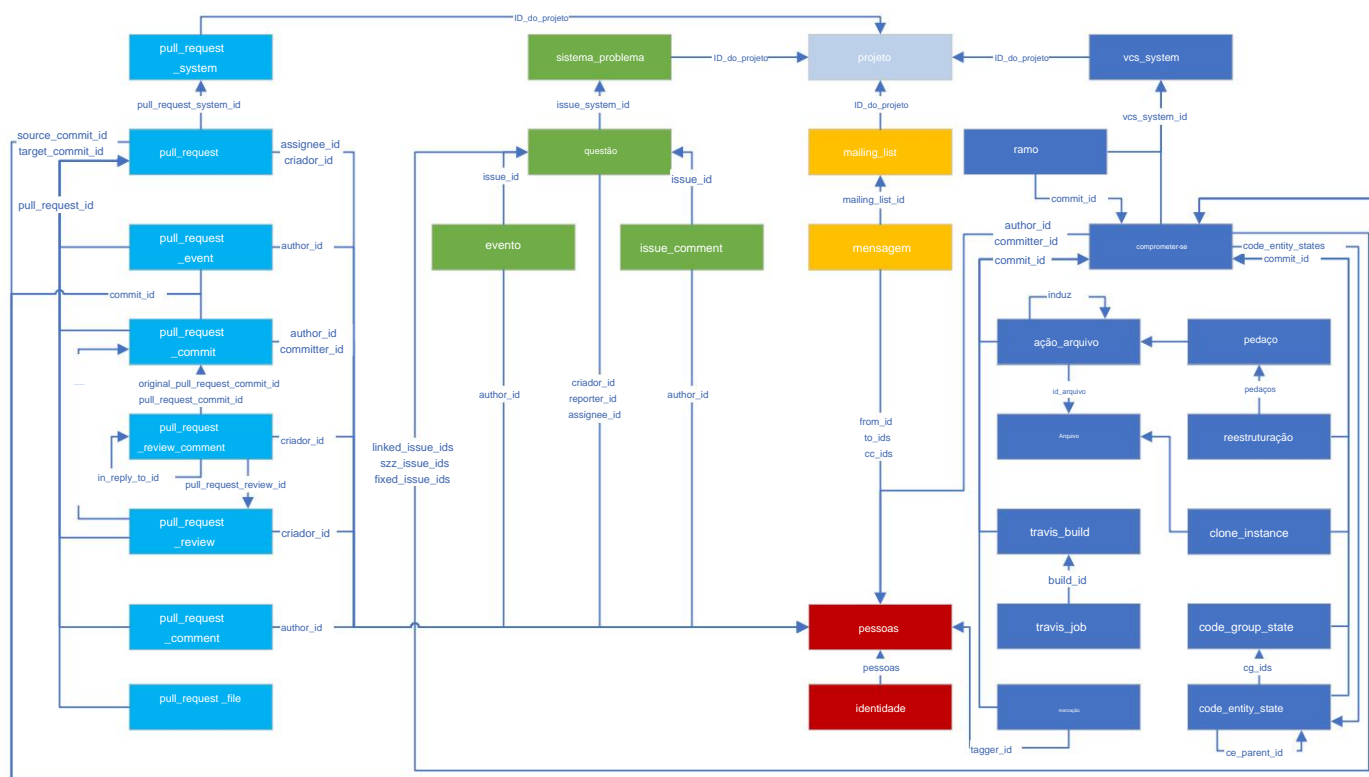 ID_do_projeto
pull_request
_system
sistema_problema
ID_do_projeto
projeto
ID_do_projeto
vcs_system
pull_request_system_id
issue_system_id
ID_do_projeto
vcs_system_id
source_commit_id
target_commit_id
pull_request
assignee_id
criador_id
questão
mailing_list
ramo
issue_id
issue_id
pull_request_id
mailing_list_id
commit_id
pull_request
_event
author_id
evento
issue_comment
mensagem
author_id
committer_id
commit_id
comprometer-se
code_entity_states
commit_id
commit_id
induz
pull_request
_commit
author_id
committer_id
ação_arquivo
pedaço
original_pull_request_commit_id
pull_request_commit_id
author_id
criador_id
reporter_id
assignee_id
author_id
id_arquivo
pedaços
pull_request
_review_comment
criador_id
from_id
to_ids
cc_ids
Arquivo
reestruturação
linked_issue_ids
szz_issue_ids
fixed_issue_ids
in_reply_to_id
pull_request_review_id
pull_request
_review
criador_id
travis_build
clone_instance
build_id
pull_request
_comment
author_id
pessoas
travis_job
code_group_state
pessoas
cg_ids
pull_request _file
identidade
marcação
code_entity_state
tagger_id
ce_parent_id